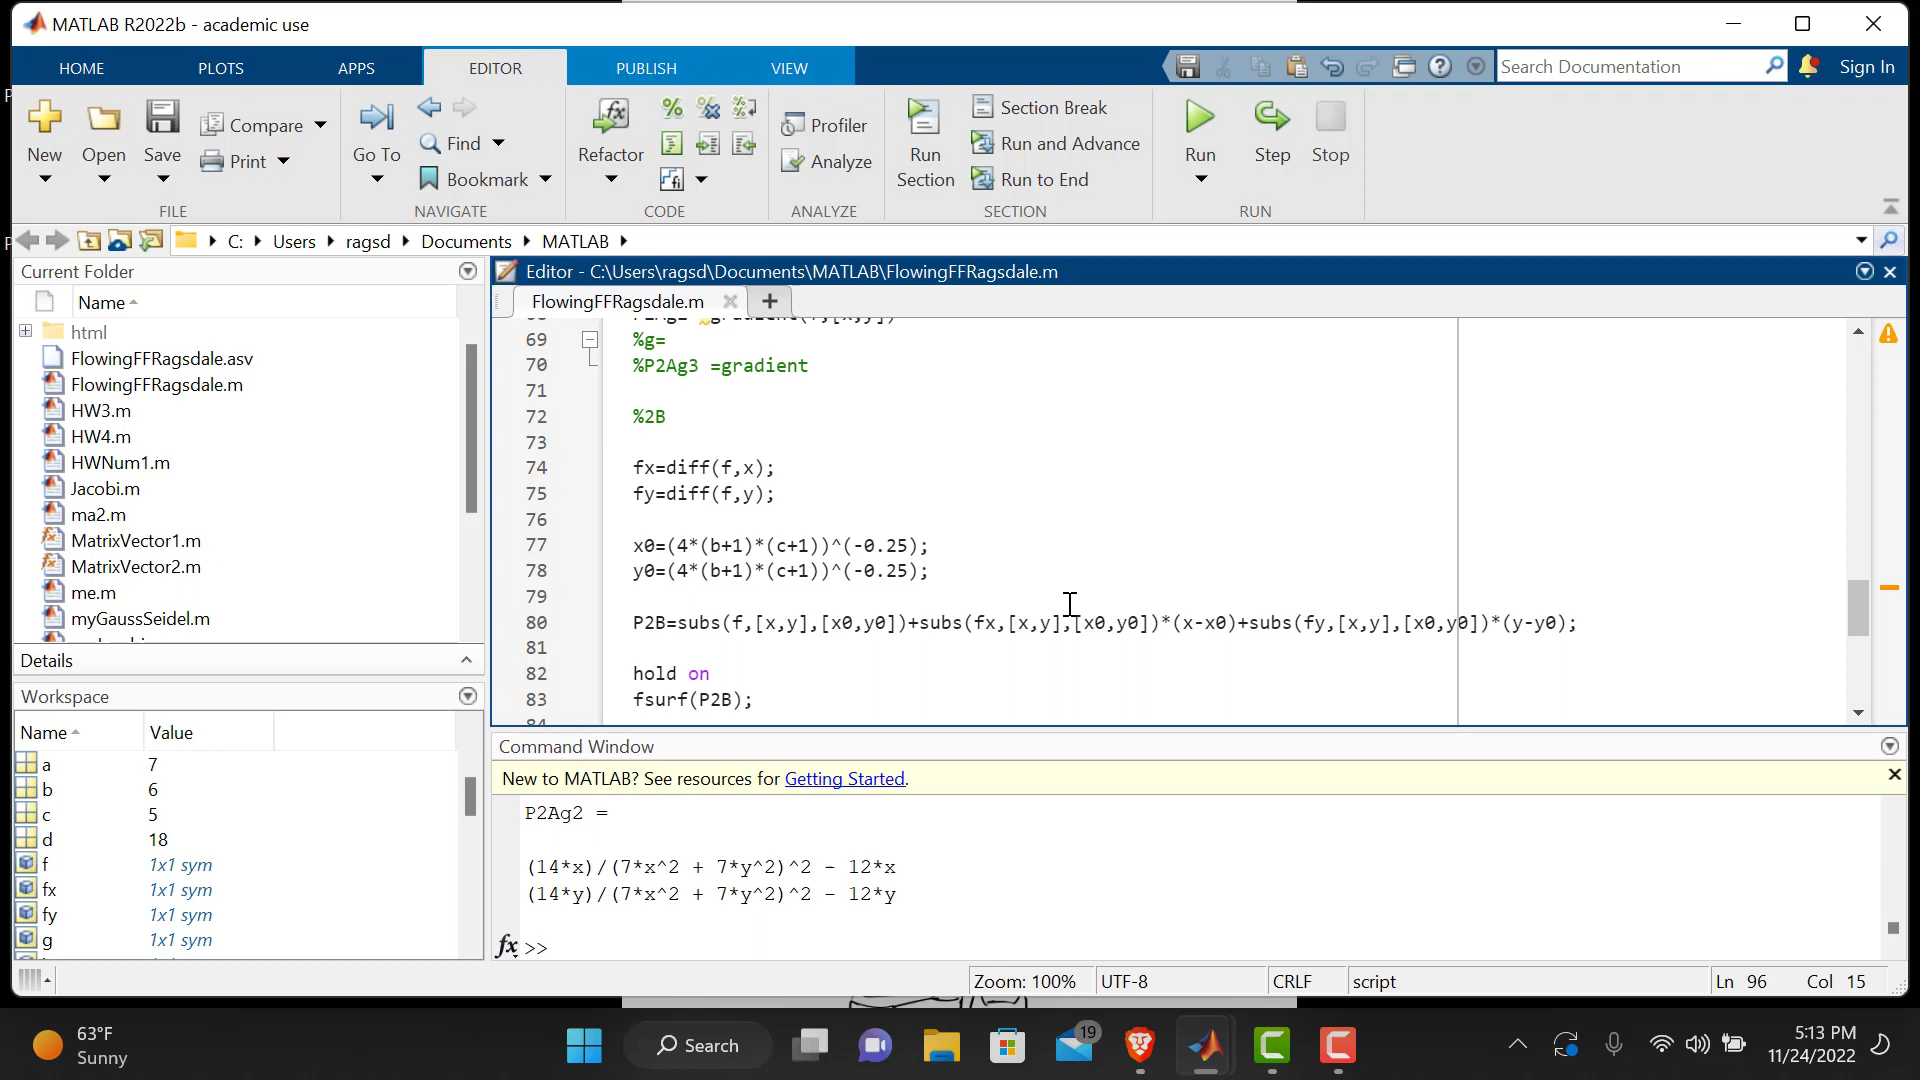 MATLAB R2022b - academic use
HOME PLOTS APPS EDITOR PUBLISH VIEW Search Documentation Sign In
New Open Save Compare Print
FILE
Go To Find Bookmark
NAVIGATE
Refactor
CODE
Profiler Analyze
ANALYZE
Run Section Section Break Run and Advance Run to End
SECTION
Run Step Stop
RUN
C: Users ragsd Documents MATLAB
Current Folder
Name
html
FlowingFFRagsdale.asv
FlowingFFRagsdale.m
HW3.m
HW4.m
HWNum1.m
Jacobi.m
ma2.m
MatrixVector1.m
MatrixVector2.m
me.m
myGaussSeidel.m
Details
Workspace
Name Value
a 7
b 6
c 5
d 18
f 1x1 sym
fx 1x1 sym
fy 1x1 sym
g 1x1 sym
Editor - C:\Users\ragsd\Documents\MATLAB\FlowingFFRagsdale.m
FlowingFFRagsdale.m
69 %g=
70 %P2Ag3 =gradient
71
72 %2B
73
74 fx=diff(f,x);
75 fy=diff(f,y);
76
77 x0=(4*(b+1)*(c+1))^(-0.25);
78 y0=(4*(b+1)*(c+1))^(-0.25);
79
80 P2B=subs(f,[x,y],[x0,y0])+subs(fx,[x,y],[x0,y0])*(x-x0)+subs(fy,[x,y],[x0,y0])*(y-y0);
81
82 hold on
83 fsurf(P2B);
Command Window
New to MATLAB? See resources for Getting Started.
P2Ag2 =
(14*x)/(7*x^2 + 7*y^2)^2 - 12*x
(14*y)/(7*x^2 + 7*y^2)^2 - 12*y
fx >>
Zoom: 100% UTF-8 CRLF script Ln 96 Col 15
63°F
Sunny
Search
19
5:13 PM
11/24/2022